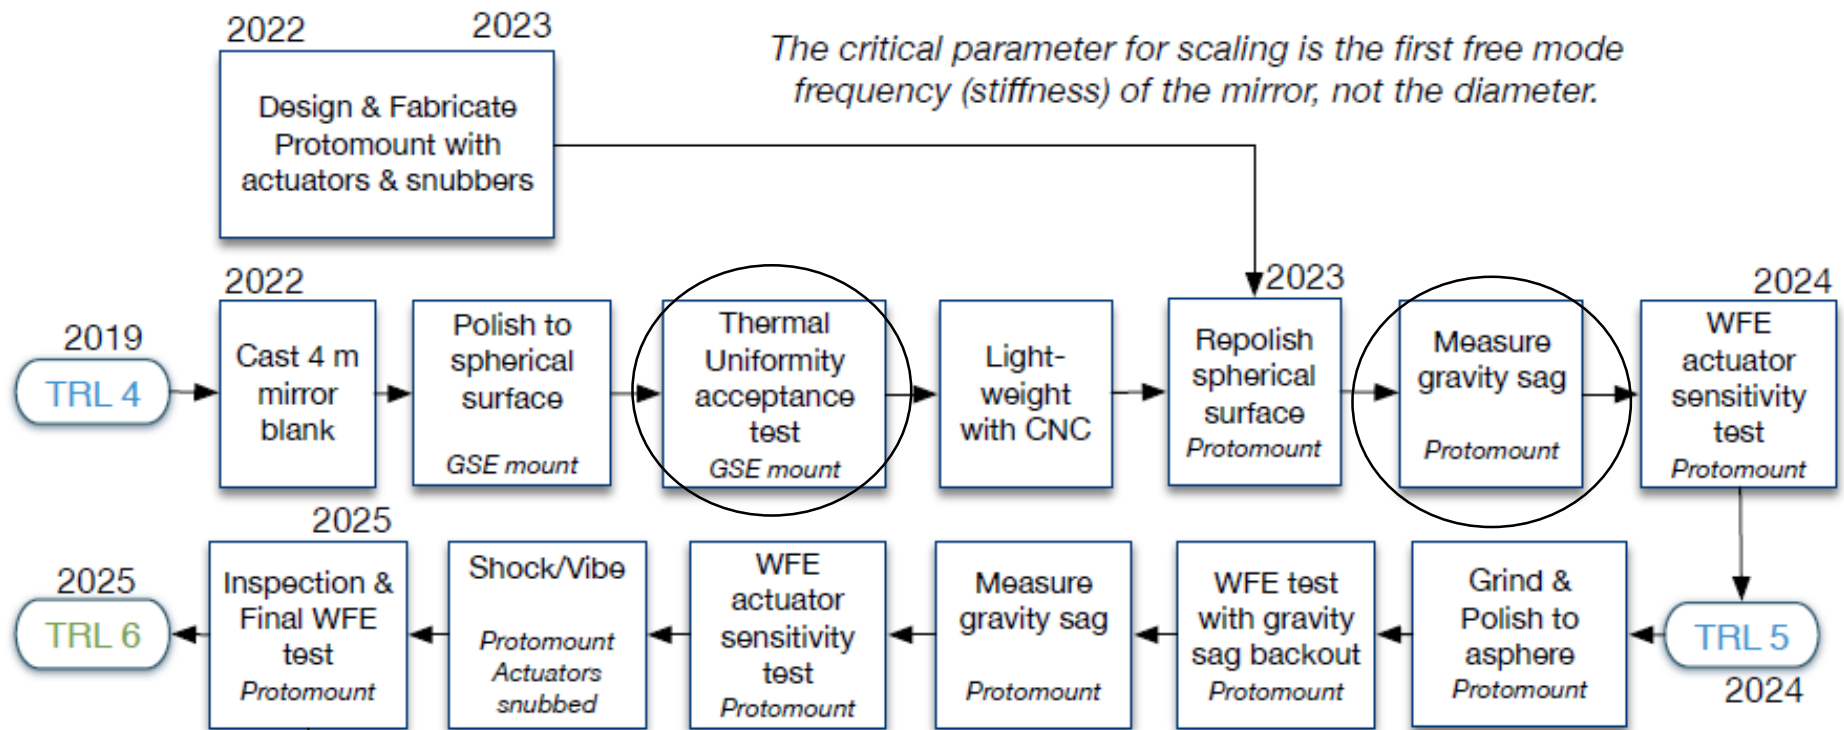 2022
2023
The critical parameter for scaling is the first free mode
frequency (stiffness) of the mirror, not the diameter.
Design & Fabricate
Protomount with
actuators & snubbers
2019
TRL 4
2022
Cast 4 m
mirror
blank
Polish to
spherical
surface
GSE mount
Thermal
Uniformity
acceptance
test
GSE mount
Light-
weight
with CNC
2023
Repolish
spherical
surface
Protomount
Measure
gravity sag
Protomount
2024
WFE
actuator
sensitivity
test
Protomount
TRL 5
2024
Grind &
Polish to
asphere
Protomount
WFE test
with gravity
sag backout
Protomount
Measure
gravity sag
Protomount
WFE
actuator
sensitivity
test
Protomount
Shock/Vibe
Protomount
Actuators
snubbed
2025
Inspection &
Final WFE
test
Protomount
2025
TRL 6